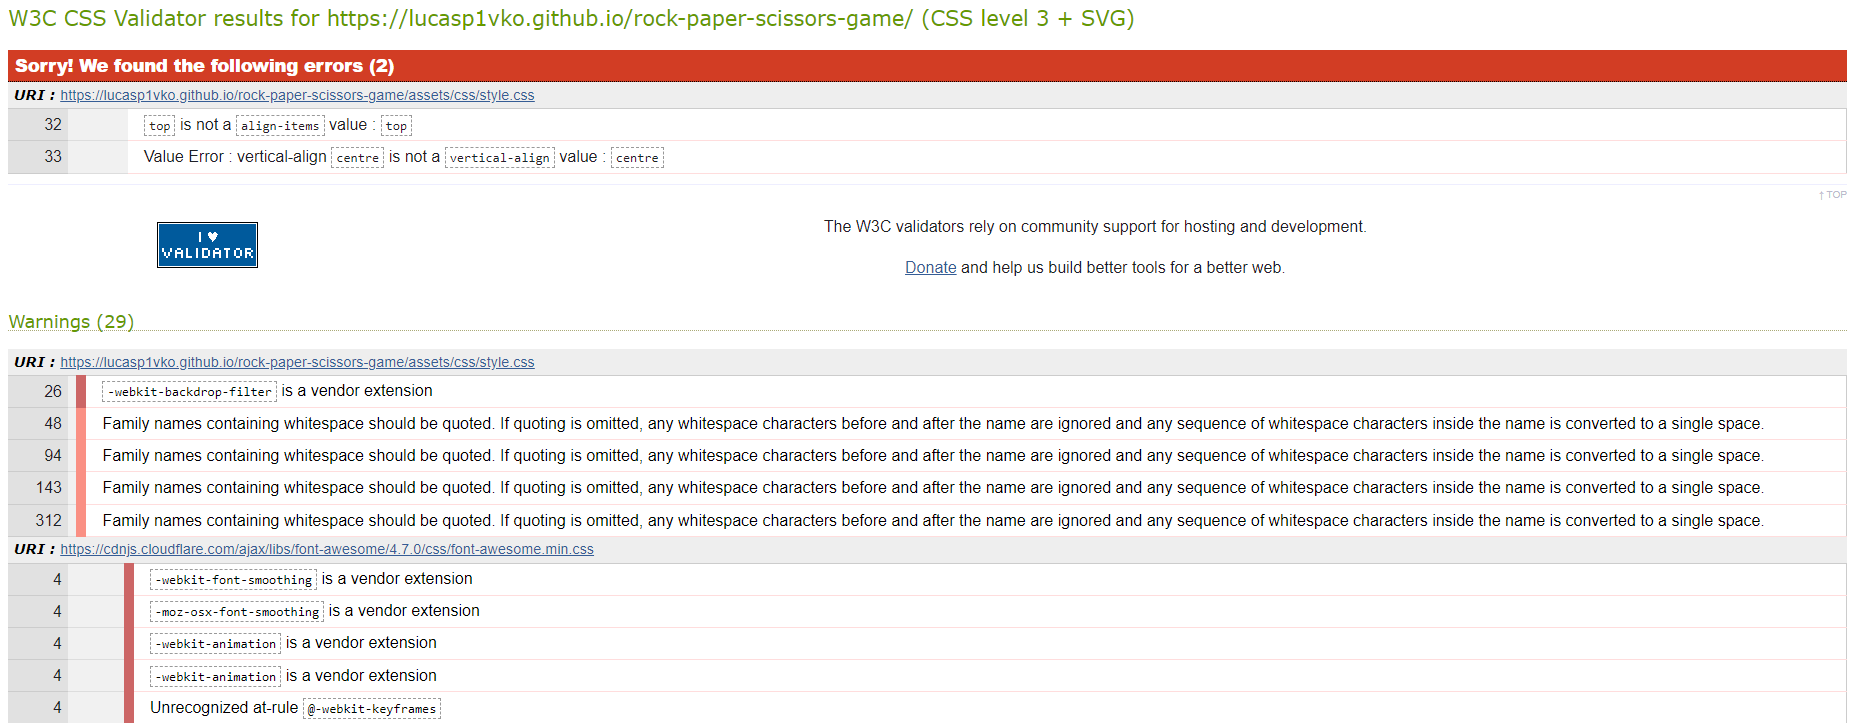 W3C CSS Validator results for https://lucasp1vko.github.io/rock-paper-scissors-game/ (CSS level 3 + SVG)
Sorry! We found the following errors (2)
URI : https://lucasp1vko.github.io/rock-paper-scissors-game/assets/css/style.css
32 top is not a align-items value : top
33 Value Error : vertical-align centre is not a vertical-align value : centre
↑ TOP
I ♥
VALIDATOR
The W3C validators rely on community support for hosting and development.
Donate and help us build better tools for a better web.
Warnings (29)
URI : https://lucasp1vko.github.io/rock-paper-scissors-game/assets/css/style.css
26 -webkit-backdrop-filter is a vendor extension
48 Family names containing whitespace should be quoted. If quoting is omitted, any whitespace characters before and after the name are ignored and any sequence of whitespace characters inside the name is converted to a single space.
94 Family names containing whitespace should be quoted. If quoting is omitted, any whitespace characters before and after the name are ignored and any sequence of whitespace characters inside the name is converted to a single space.
143 Family names containing whitespace should be quoted. If quoting is omitted, any whitespace characters before and after the name are ignored and any sequence of whitespace characters inside the name is converted to a single space.
312 Family names containing whitespace should be quoted. If quoting is omitted, any whitespace characters before and after the name are ignored and any sequence of whitespace characters inside the name is converted to a single space.
URI : https://cdnjs.cloudflare.com/ajax/libs/font-awesome/4.7.0/css/font-awesome.min.css
4 -webkit-font-smoothing is a vendor extension
4 -moz-osx-font-smoothing is a vendor extension
4 -webkit-animation is a vendor extension
4 -webkit-animation is a vendor extension
4 Unrecognized at-rule @-webkit-keyframes